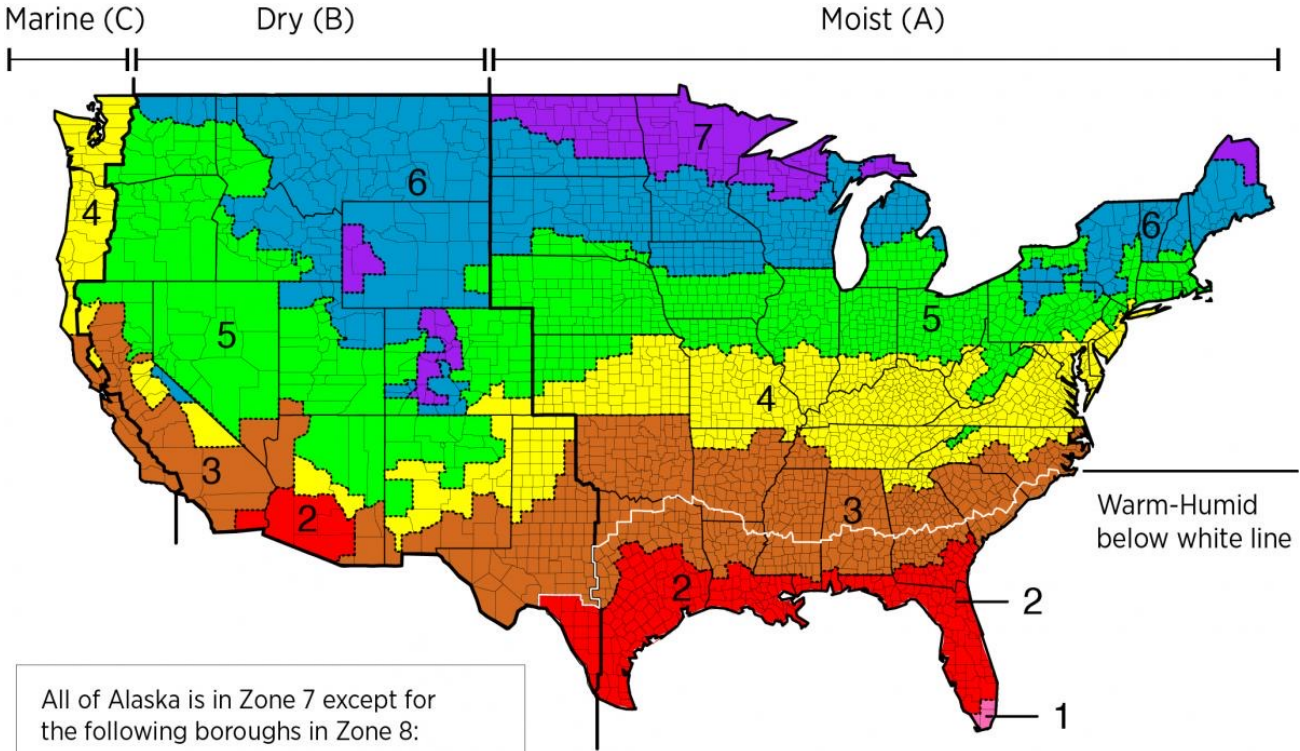 Marine (C) Dry (B) Moist (A)
7
6
4
6
5
5
4
3
3
2
2
2
1
Warm-Humid
below white line
All of Alaska is in Zone 7 except for
the following boroughs in Zone 8: